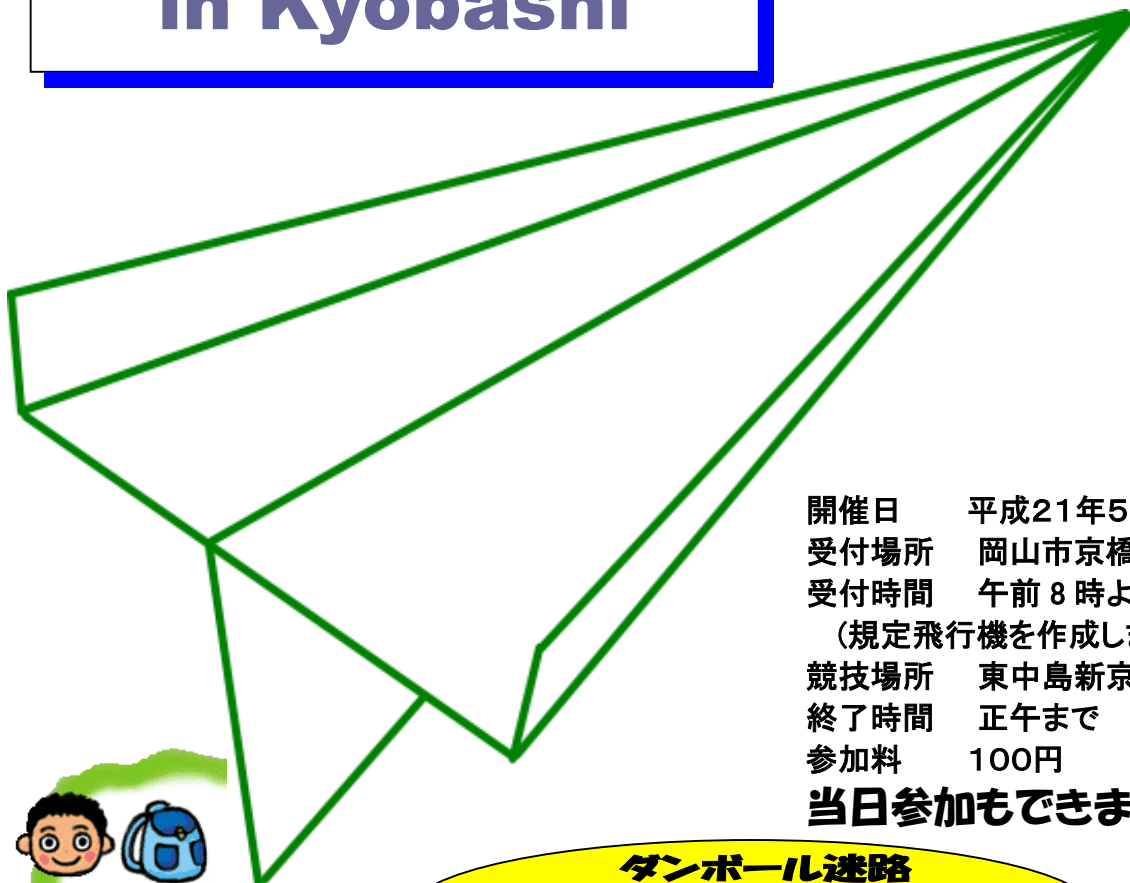 in Kyobashi
開催日 平成21年5
受付場所 岡山市京橋
受付時間 午前8時よ
(規定飛行機を作成しま
競技場所 東中島新京
終了時間 正午まで
参加料 100円
当日参加もできま
ダンボール迷路